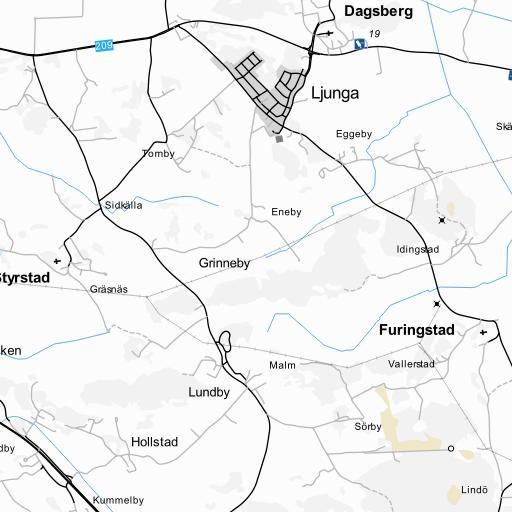 Dagsberg
19
209
Ljunga
Skä
Eggeby
Tomby
Sidkälla
Eneby
Idingstad
Grinneby
Styrstad
Gräsnäs
Furingstad
ken
Malm
Vallerstad
Lundby
Sörby
Hollstad
dby
Lindö
Kummelby